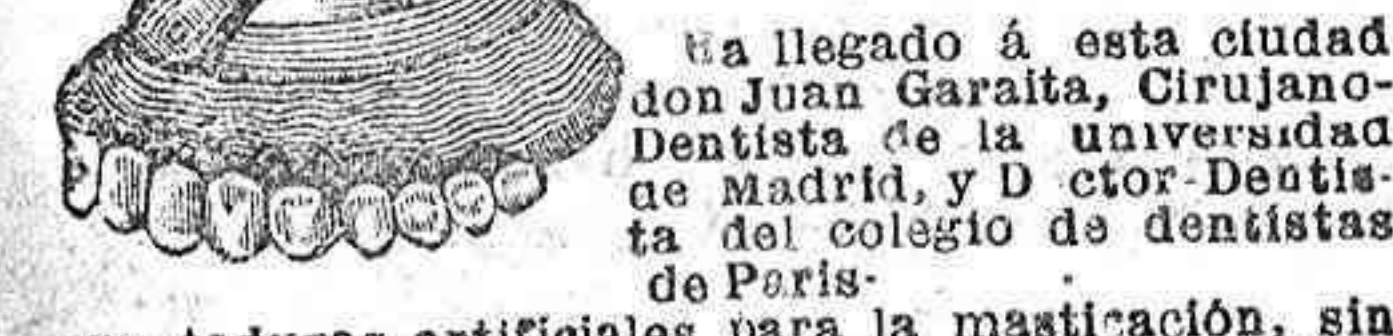 Ha llegado á esta ciudad
don Juan Garaita, Cirujano-
Dentista de la universidad
de Madrid, y D ctor-Dentis-
ta del colegio de dentistas
de Paris-
artificiales para la masticación, sin